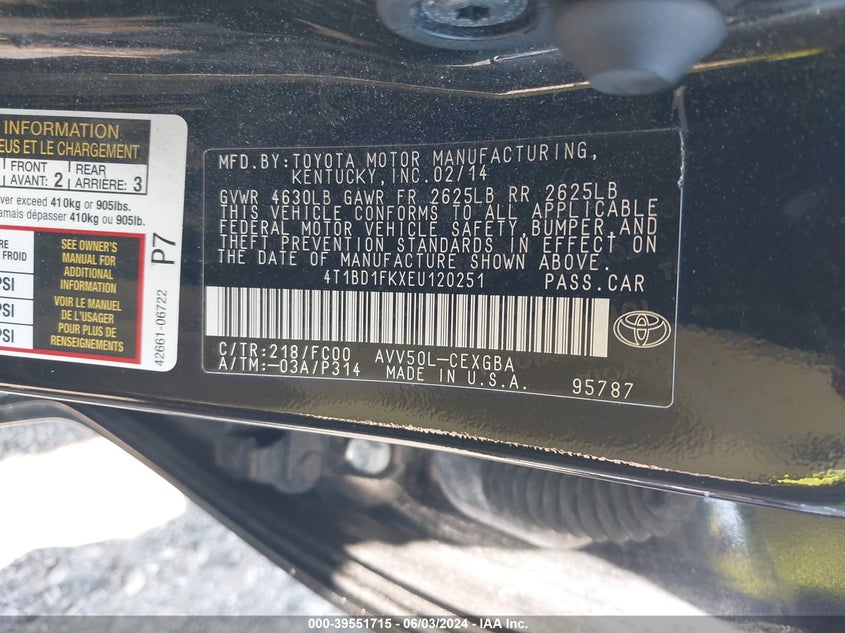 INFORMATION
EUS ET LE CHARGEMENT
FRONT
AVANT: 2
REAR
ARRIÈRE: 3
ver exceed 410kg or 905lbs.
amais dépasser 410kg ou 905lb.
RE
FROID
PSI
PSI
SEE OWNER'S
MANUAL FOR
ADDITIONAL
INFORMATION
VOIR LE MANUEL
DE L'USAGER
POUR PLUS DE
RENSEIGNEMENTS
P7
42661-06722
MFD.BY:TOYOTA MOTOR MANUFACTURING,
KENTUCKY, INC.02/14
GVWR 4630LB GAWR FR 2625LB RR 2625LB
THIS VEHICLE CONFORMS TO ALL APPLICABLE
FEDERAL MOTOR VEHICLE SAFETY,BUMPER,AND
THEFT PREVENTION STANDARDS IN EFFECT ON
THE DATE OF MANUFACTURE SHOWN ABOVE.
4T1BD1FKXEU120251 PASS.CAR
C/TR:218/FC00 AVV50L-CEXGBA
A/TM:-03A/P314 MADE IN U.S.A. 95787
000-39551715 - 06/03/2024 - IAA Inc.